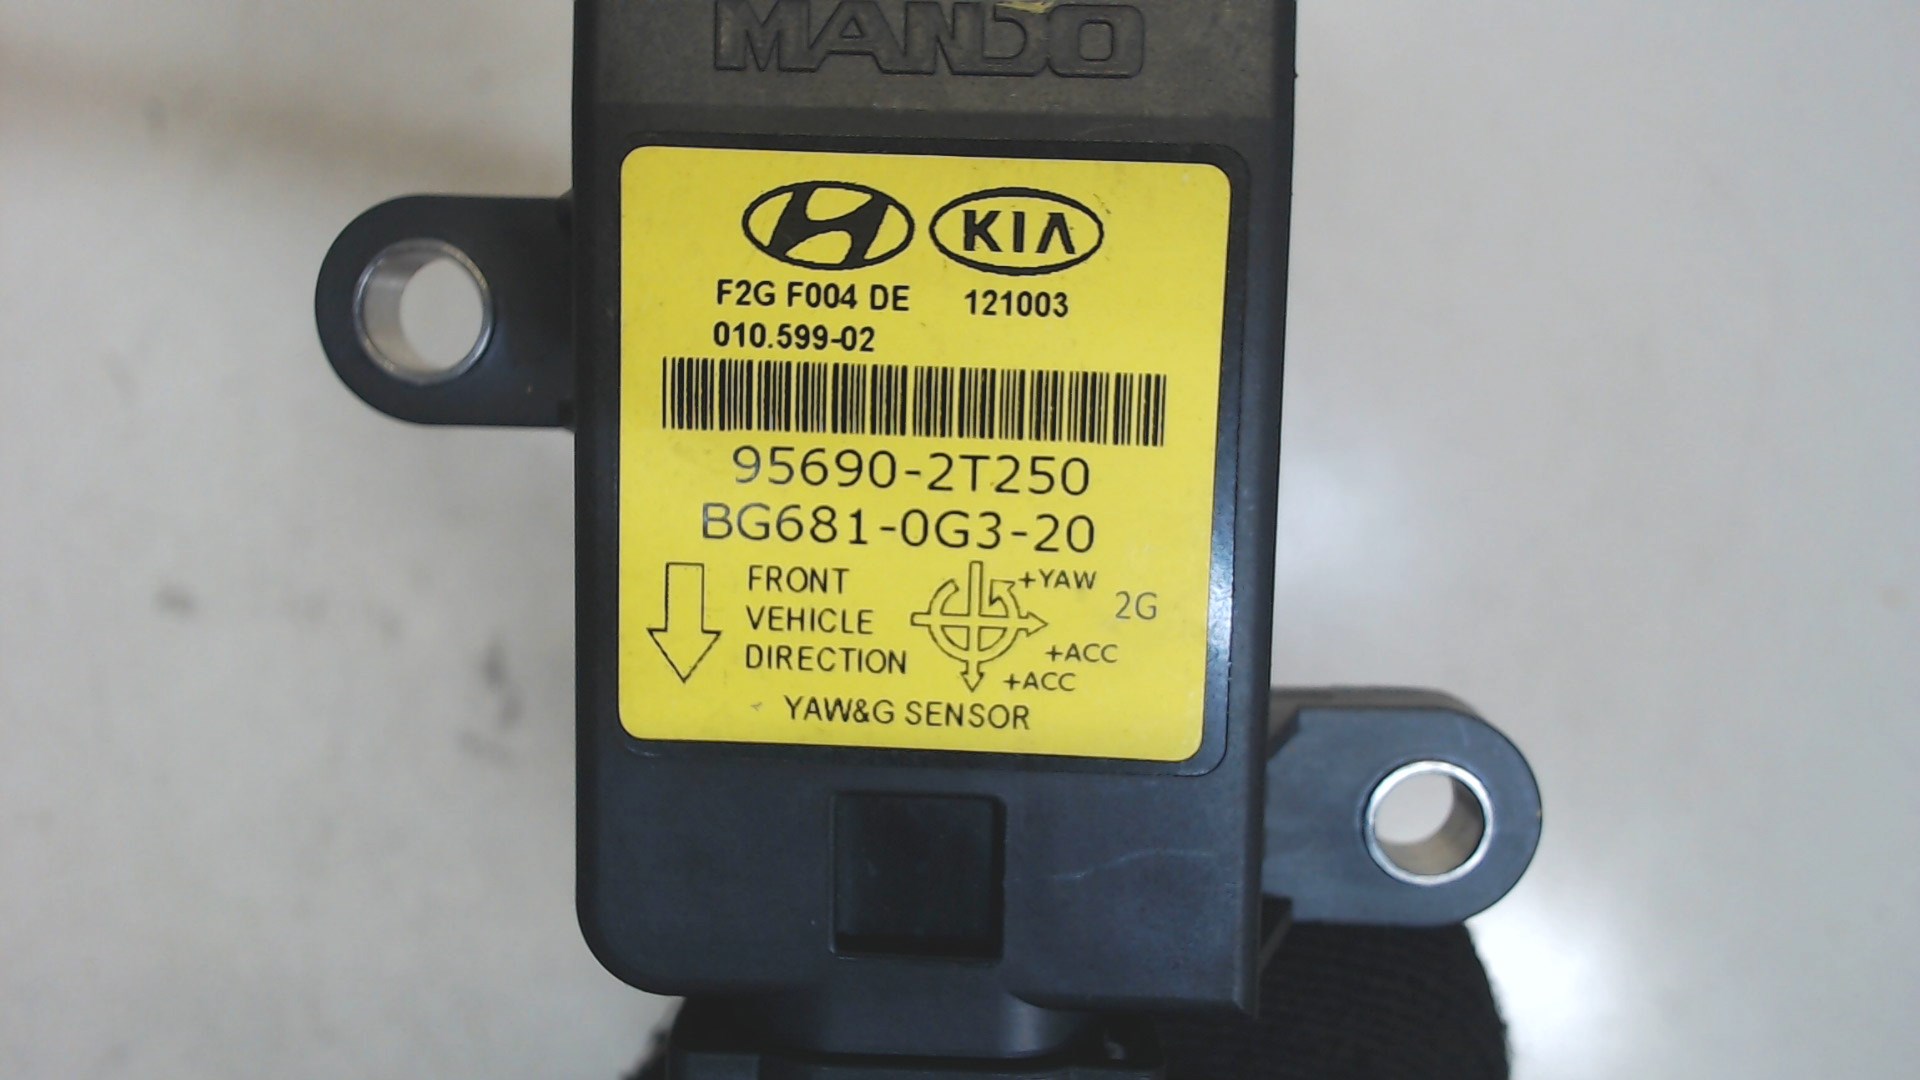 MANDO
KIA
F2G F004 DE 121003
010.599-02
95690-2T250
BG681-0G3-20
FRONT
VEHICLE
DIRECTION
+YAW
2G
+ACC
+ACC
YAW&G SENSOR